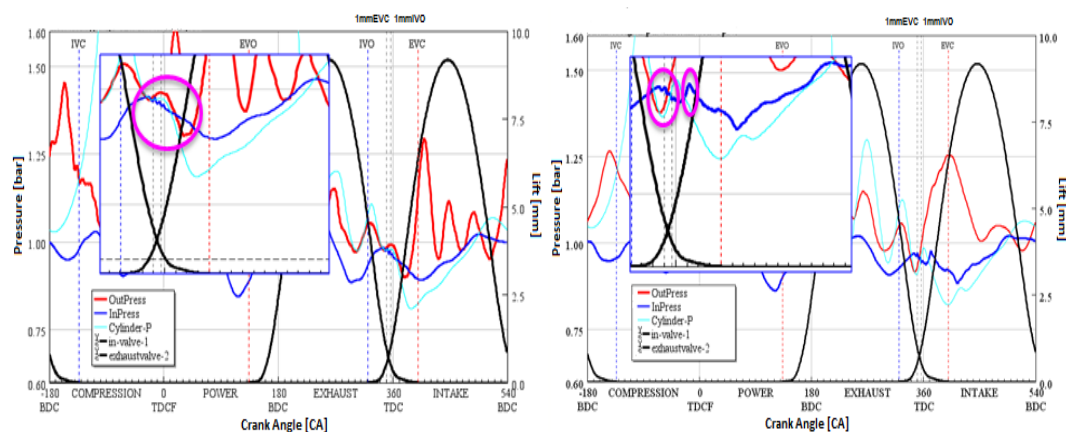 1mmEVC 1mmIVO
1.60
10.0
IVC
EVO
IVO
EVC
1.50
1.25
7.5
Pressure [bar]
Lift [mm]
1.00
5.0
0.75
2.5
0.60
0.0
OutPress
InPress
Cylinder-P
in-valve-1
exhaustvalve-2
-180 COMPRESSION 0 POWER 180 EXHAUST 360 INTAKE 540
BDC TDCF BDC TDC BDC
Crank Angle [CA]
1mmEVC 1mmIVO
1.60
10.0
IVC
EVO
IVO
EVC
1.50
1.25
7.5
Pressure [bar]
Lift [mm]
1.00
5.0
0.75
2.5
0.60
0.0
OutPress
InPress
Cylinder-P
in-valve-1
exhaustvalve-2
-180 COMPRESSION 0 POWER 180 EXHAUST 360 INTAKE 540
BDC TDCF BDC TDC BDC
Crank Angle [CA]